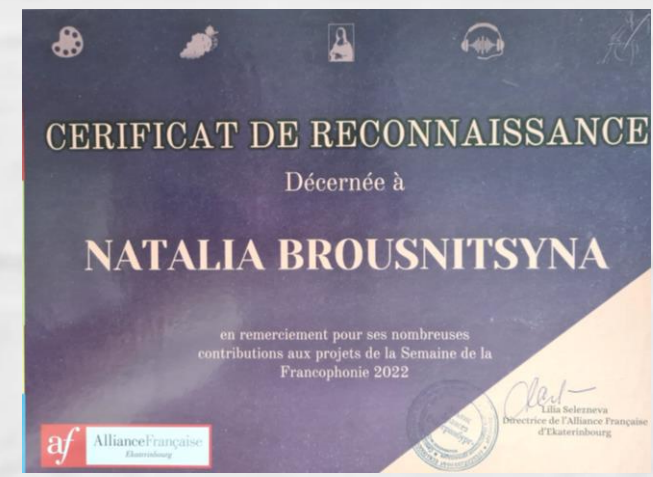 CERIFICAT DE RECONNAISSANCE
Décernée à
NATALIA BROUSNITSYNA
en remerciement pour ses nombreuses
contributions aux projets de la Semaine de la
Francophonie 2022
Lilia Selezneva
Directrice de l'Alliance Française
d'Ekaterinbourg
af AllianceFrançaise
Ekaterinbourg